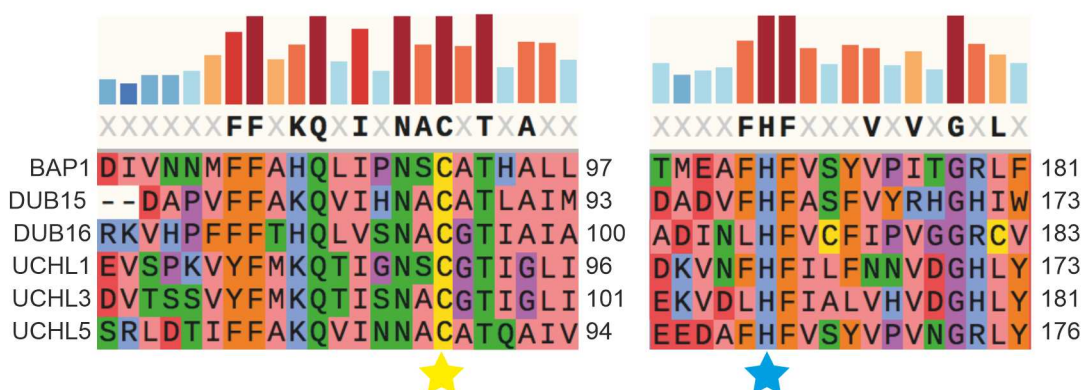 XXXXXXFFXKQXIXNACXTXAXX XXXXFHFXXXVXVXGXLX
BAP1 DIVNNMFFAHQLIPNSCATHALL 97 TMEAFHFVSYVPITGRLF 181
DUB15 --DAPVFFAKQVIHNACATLAIM 93 DADVFHFASFVYRHGHIW 173
DUB16 RKVHPFFFTHQLVSNACGTIAIA 100 ADINLHFVCFIPVGGRCV 183
UCHL1 EVSPKVYFMKQTIGNSCGTIGLI 96 DKVNFHFILFNNVDGHLY 173
UCHL3 DVTSSVYFMKQTISNACGTIGLI 101 EKVDLHFIALVHVDGHLY 181
UCHL5 SRLDTIFFAKQVINNACATQAIV 94 EEDAFHFVSYVPVNGRLY 176